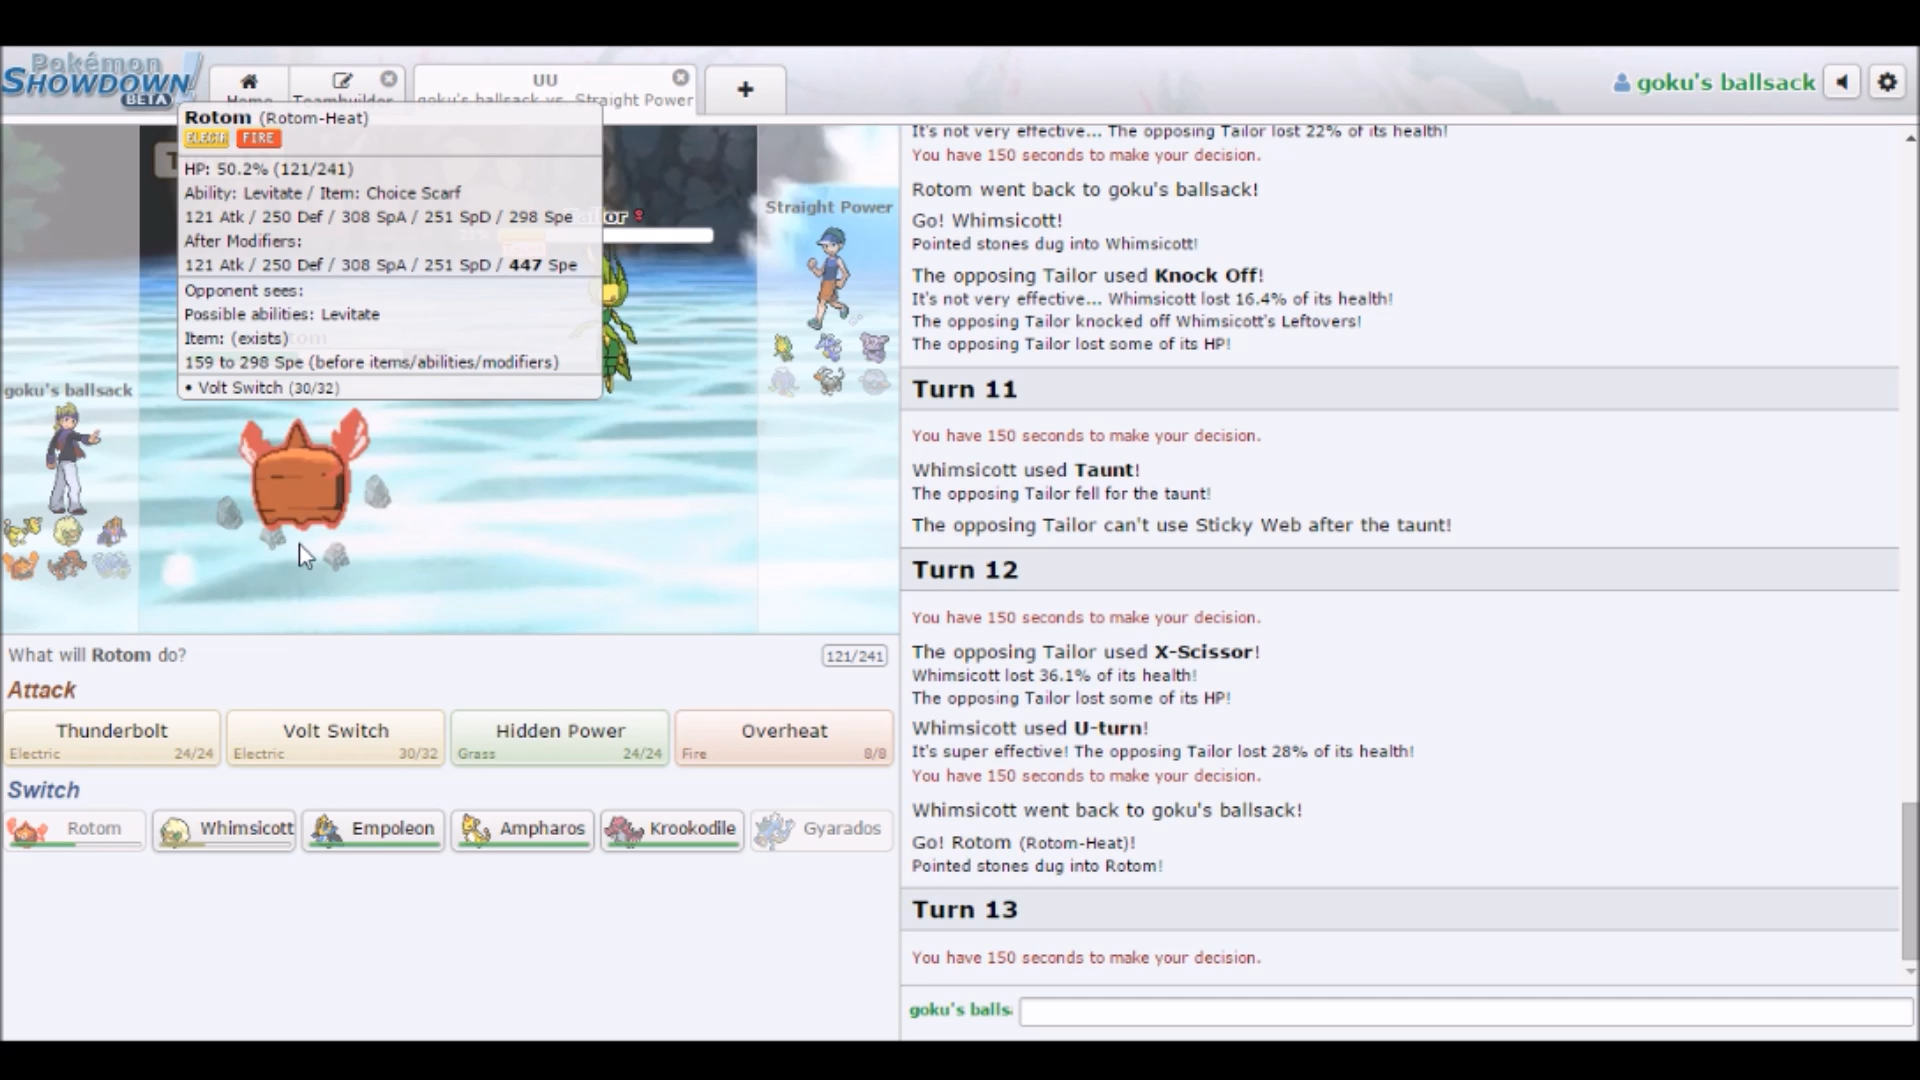 Pokémon
SHOWDOWN!
BETA
Home
Teambuilder
UU
goku's ballsack vs. Straight Power
+
goku's ballsack
Rotom (Rotom-Heat)
ELECTR FIRE
HP: 50.2% (121/241)
Ability: Levitate / Item: Choice Scarf
121 Atk / 250 Def / 308 SpA / 251 SpD / 298 Spe
After Modifiers:
121 Atk / 250 Def / 308 SpA / 251 SpD / 447 Spe
Opponent sees:
Possible abilities: Levitate
Item: (exists)
159 to 298 Spe (before items/abilities/modifiers)
• Volt Switch (30/32)
Straight Power
goku's ballsack
What will Rotom do?
121/241
Attack
Thunderbolt
Electric 24/24
Volt Switch
Electric 30/32
Hidden Power
Grass 24/24
Overheat
Fire 8/8
Switch
Rotom
Whimsicott
Empoleon
Ampharos
Krookodile
Gyarados
It's not very effective... The opposing Tailor lost 22% of its health!
You have 150 seconds to make your decision.
Rotom went back to goku's ballsack!
Go! Whimsicott!
Pointed stones dug into Whimsicott!
The opposing Tailor used Knock Off!
It's not very effective... Whimsicott lost 16.4% of its health!
The opposing Tailor knocked off Whimsicott's Leftovers!
The opposing Tailor lost some of its HP!
Turn 11
You have 150 seconds to make your decision.
Whimsicott used Taunt!
The opposing Tailor fell for the taunt!
The opposing Tailor can't use Sticky Web after the taunt!
Turn 12
You have 150 seconds to make your decision.
The opposing Tailor used X-Scissor!
Whimsicott lost 36.1% of its health!
The opposing Tailor lost some of its HP!
Whimsicott used U-turn!
It's super effective! The opposing Tailor lost 28% of its health!
You have 150 seconds to make your decision.
Whimsicott went back to goku's ballsack!
Go! Rotom (Rotom-Heat)!
Pointed stones dug into Rotom!
Turn 13
You have 150 seconds to make your decision.
goku's balls